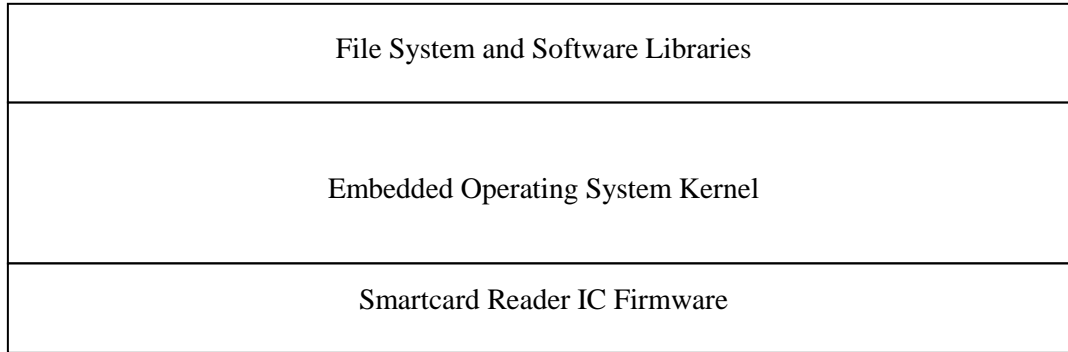 File System and Software Libraries
Embedded Operating System Kernel
Smartcard Reader IC Firmware